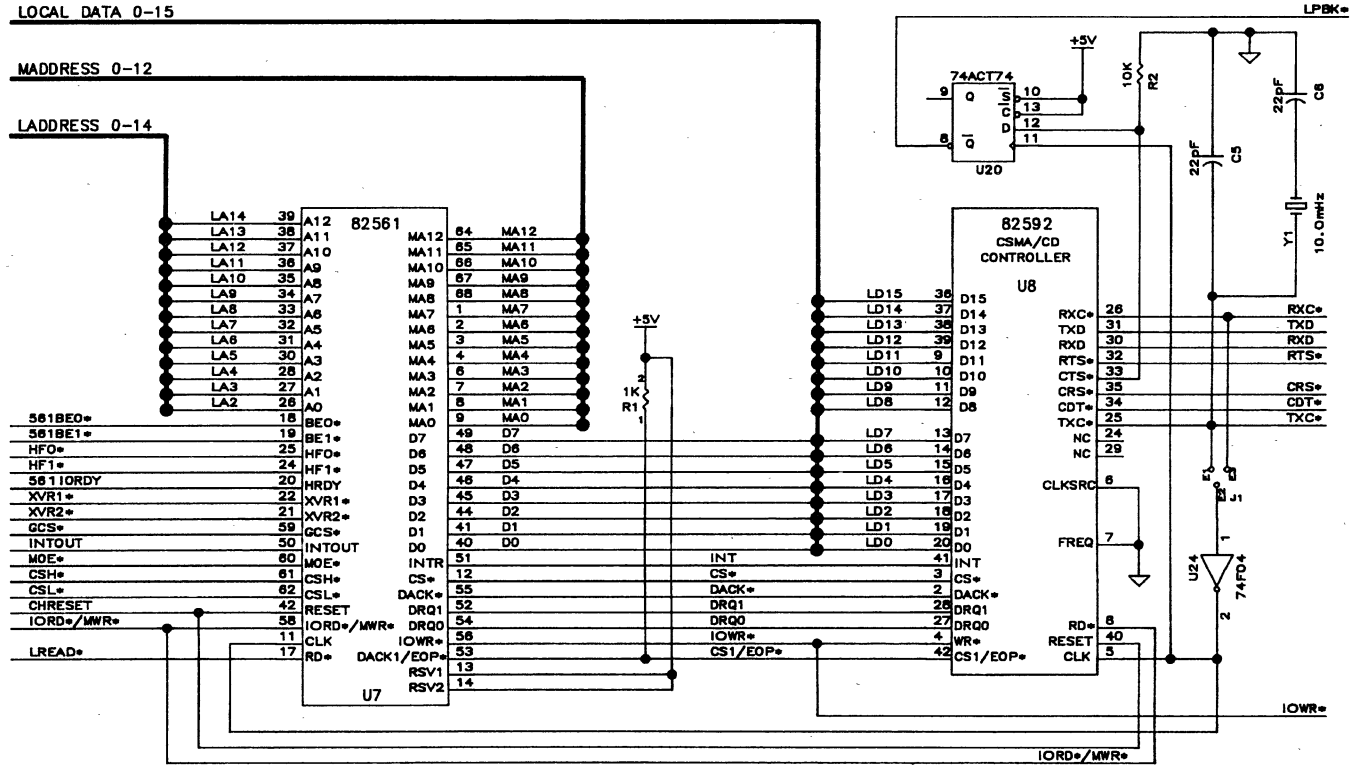 LOCAL DATA 0-15
LPBK*
MADDRESS 0-12
LADDRESS 0-14
+5V
74ACT74
9 Q S 10
C 13
D 12
8 Q 11
U20
10K
R2
22pF
C5
22pF
C6
Y1
10.0mHz
82561
LA14 39 A12
LA13 38 A11
LA12 37 A10
LA11 36 A9
LA10 35 A8
LA9 34 A7
LA8 33 A6
LA7 32 A5
LA6 31 A4
LA5 30 A3
LA4 28 A2
LA3 27 A1
LA2 26 A0
561BE0* 18 BE0*
561BE1* 19 BE1*
HF0* 25 HF0*
HF1* 24 HF1*
561IORDY 20 HRDY
XVR1* 22 XVR1*
XVR2* 21 XVR2*
GCS* 59 GCS*
INTOUT 50 INTOUT
MOE* 60 MOE*
CSH* 61 CSH*
CSL* 62 CSL*
CHRESET 42 RESET
IORD*/MWR* 58 IORD*/MWR*
11 CLK
LREAD* 17 RD*
MA12 64 MA12
MA11 65 MA11
MA10 66 MA10
MA9 67 MA9
MA8 68 MA8
MA7 1 MA7
MA6 2 MA6
MA5 3 MA5
MA4 4 MA4
MA3 6 MA3
MA2 7 MA2
MA1 8 MA1
MA0 9 MA0
D7 49 D7
D6 48 D6
D5 47 D5
D4 46 D4
D3 45 D3
D2 44 D2
D1 41 D1
D0 40 D0
INTR 51
CS* 12
DACK* 55
DRQ1 52
DRQ0 54
IOWR* 56
DACK1/EOP* 53
RSV1 13
RSV2 14
U7
+5V
2
1K
R1
1
82592
CSMA/CD
CONTROLLER
U8
LD15 36 D15
LD14 37 D14
LD13 38 D13
LD12 39 D12
LD11 9 D11
LD10 10 D10
LD9 11 D9
LD8 12 D8
LD7 13 D7
LD6 14 D6
LD5 15 D5
LD4 16 D4
LD3 17 D3
LD2 18 D2
LD1 19 D1
LD0 20 D0
INT 41 INT
CS* 3 CS*
DACK* 2 DACK*
DRQ1 28 DRQ1
DRQ0 27 DRQ0
IOWR* 4 WR*
CS1/EOP* 42 CS1/EOP*
RXC* 26 RXC*
TXD 31 TXD
RXD 30 RXD
RTS* 32 RTS*
CTS* 33
CRS* 35 CRS*
CDT* 34 CDT*
TXC* 25 TXC*
NC 24
NC 29
CLKSRC 6
FREQ 7
RD* 6
RESET 40
CLK 5
E1 E3
E2 J1
1
U24
74F04
2
IOWR*
IORD*/MWR*